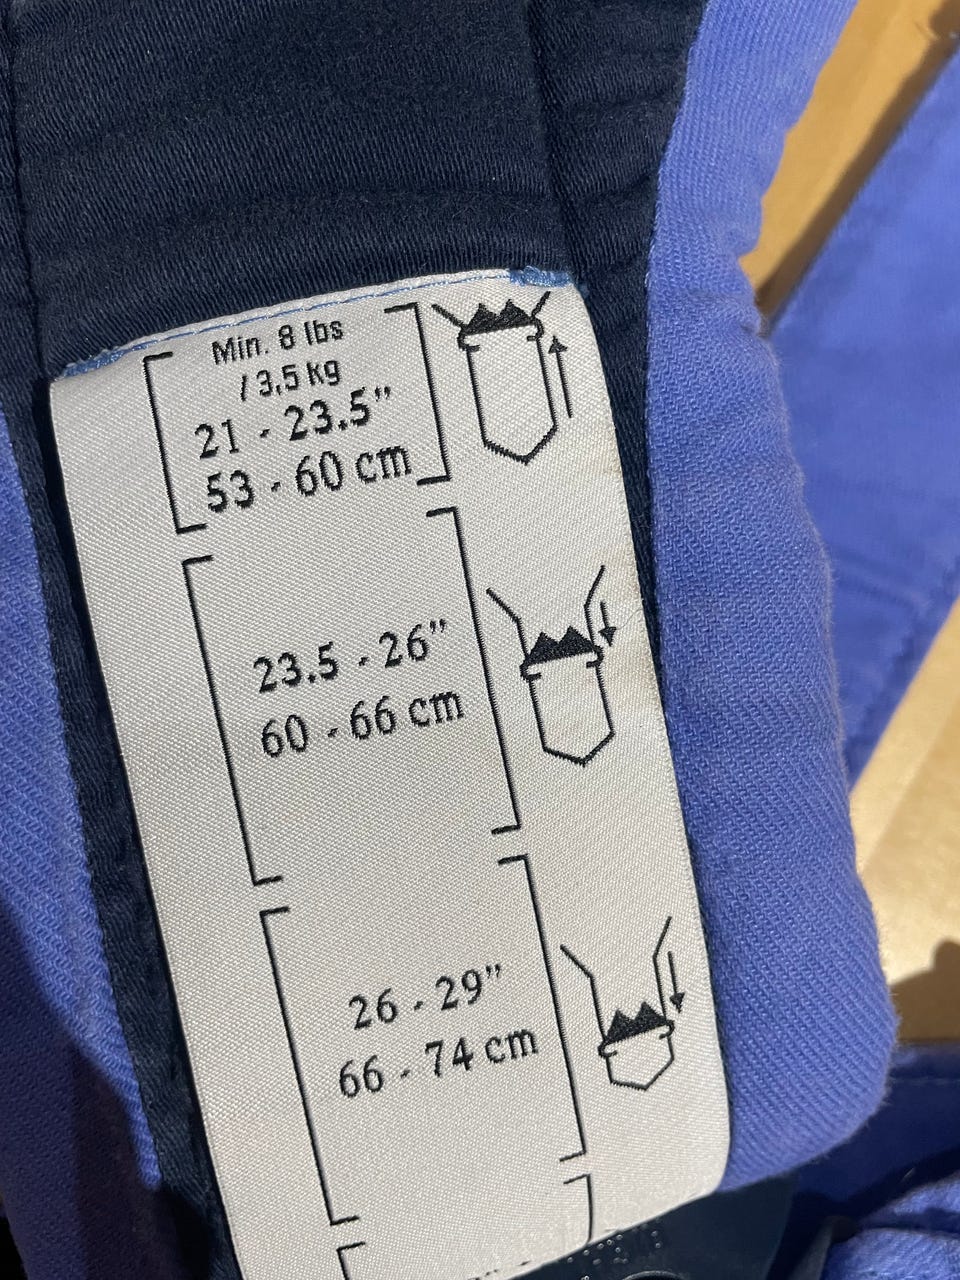 Min. 8 lbs
/ 3,5 kg
21 - 23.5"
53 - 60 cm
23.5 - 26"
60 - 66 cm
26 - 29"
66 - 74 cm